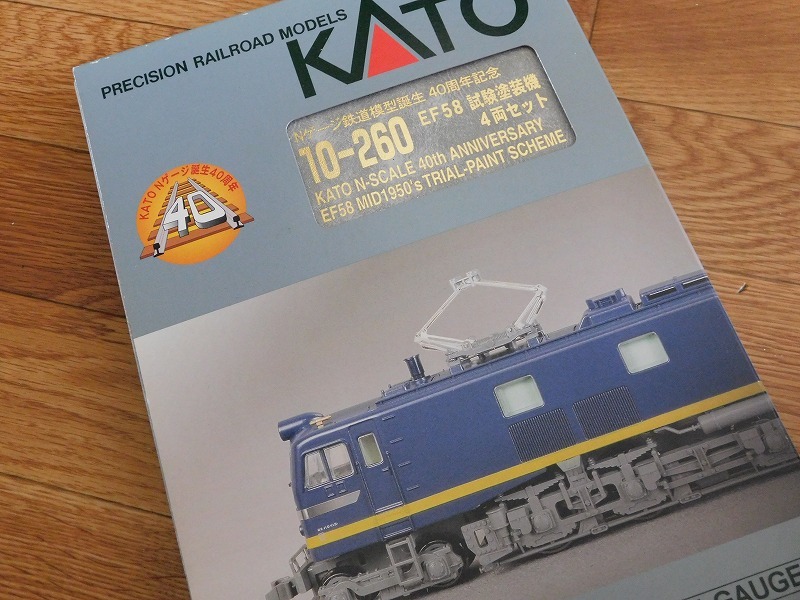 PRECISION RAILROAD MODELS
KATO
Nゲージ鉄道模型誕生 40周年記念
10-260 EF58 試験塗装機
4両セット
KATO N-SCALE 40th ANNIVERSARY
EF58 MID1950's TRIAL-PAINT SCHEME
KATO Nゲージ誕生40周年
40
GAUGE